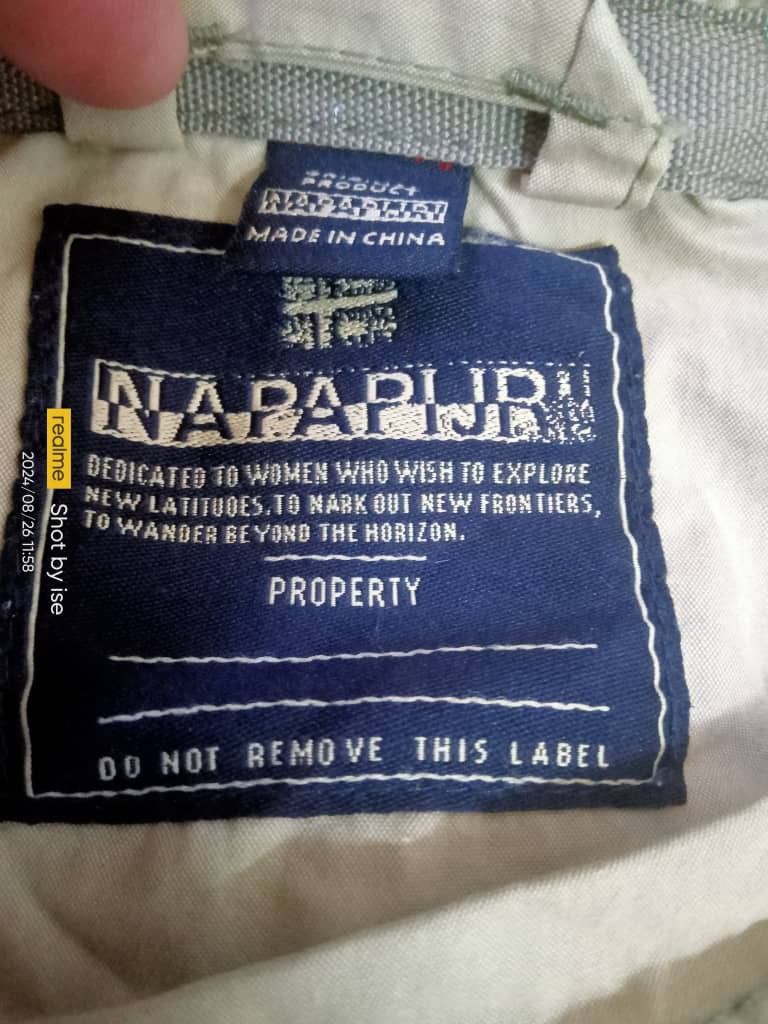 PRODUCT
NAPAPIJRI
MADE IN CHINA
NAPAPIJRI
DEDICATED TO WOMEN WHO WISH TO EXPLORE
NEW LATITUDES, TO MARK OUT NEW FRONTIERS,
TO WANDER BEYOND THE HORIZON.
PROPERTY
DO NOT REMOVE THIS LABEL
realme Shot by ise
2024/08/26 11:58